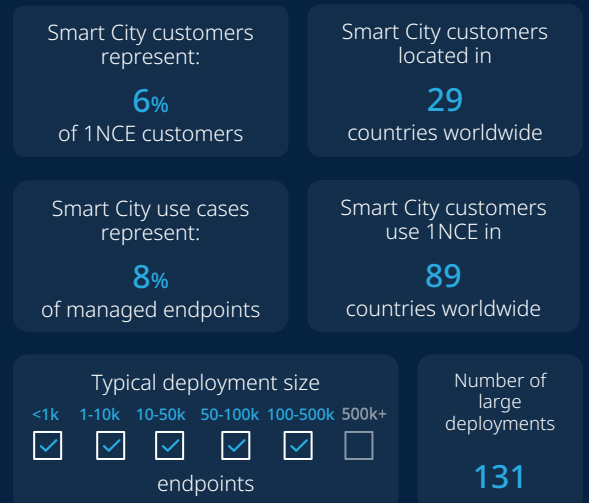 Smart City customers
represent:
6%
of 1NCE customers
Smart City customers
located in
29
countries worldwide
Smart City use cases
represent:
8%
of managed endpoints
Smart City customers
use 1NCE in
89
countries worldwide
Typical deployment size
<1k 1-10k 10-50k 50-100k 100-500k 500k+
endpoints
Number of
large
deployments
131